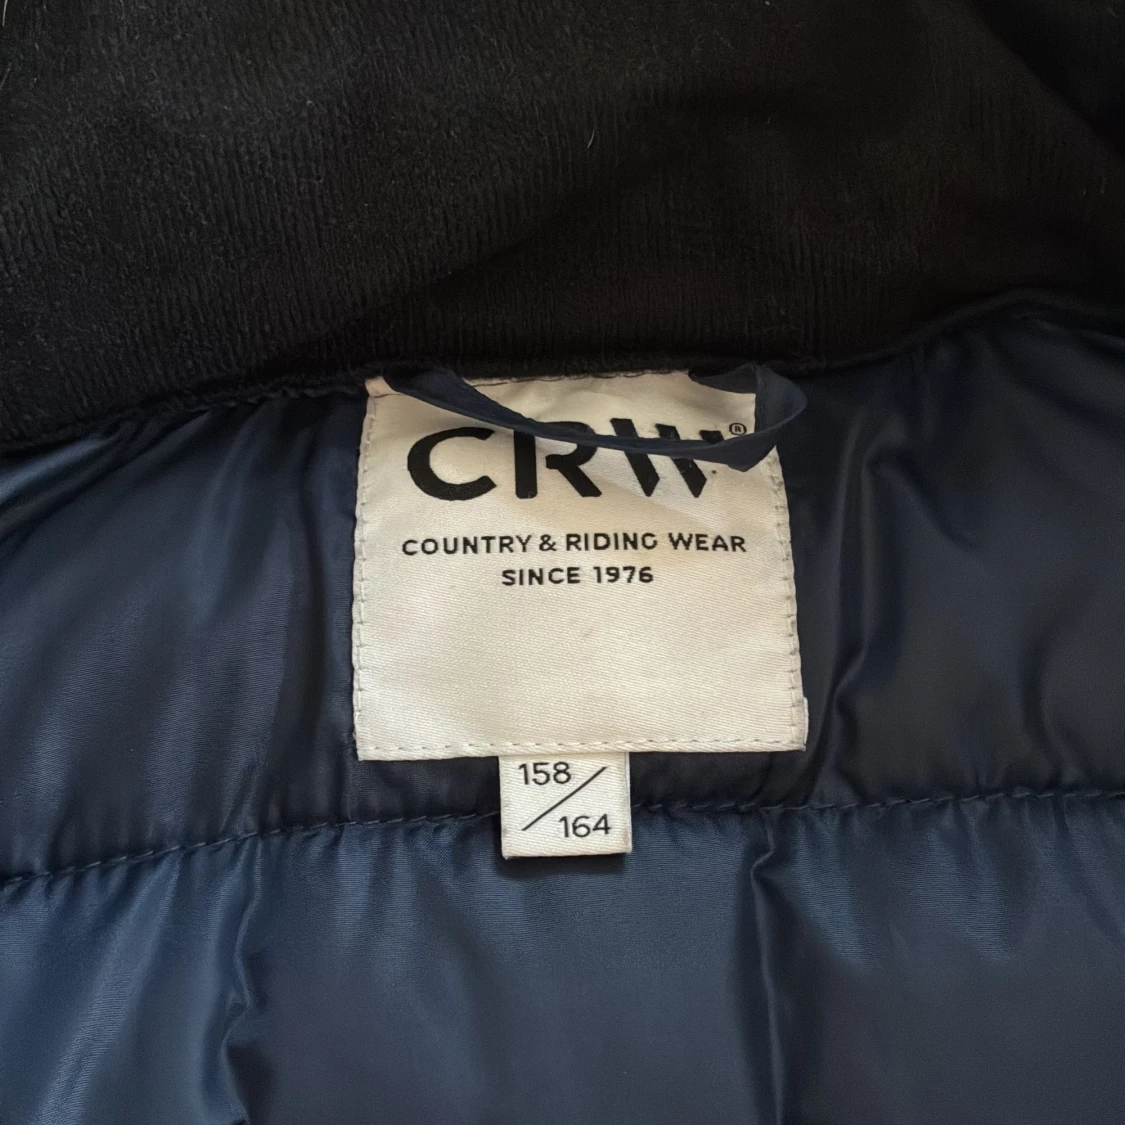 CRW®
COUNTRY & RIDING WEAR
SINCE 1976
158
164